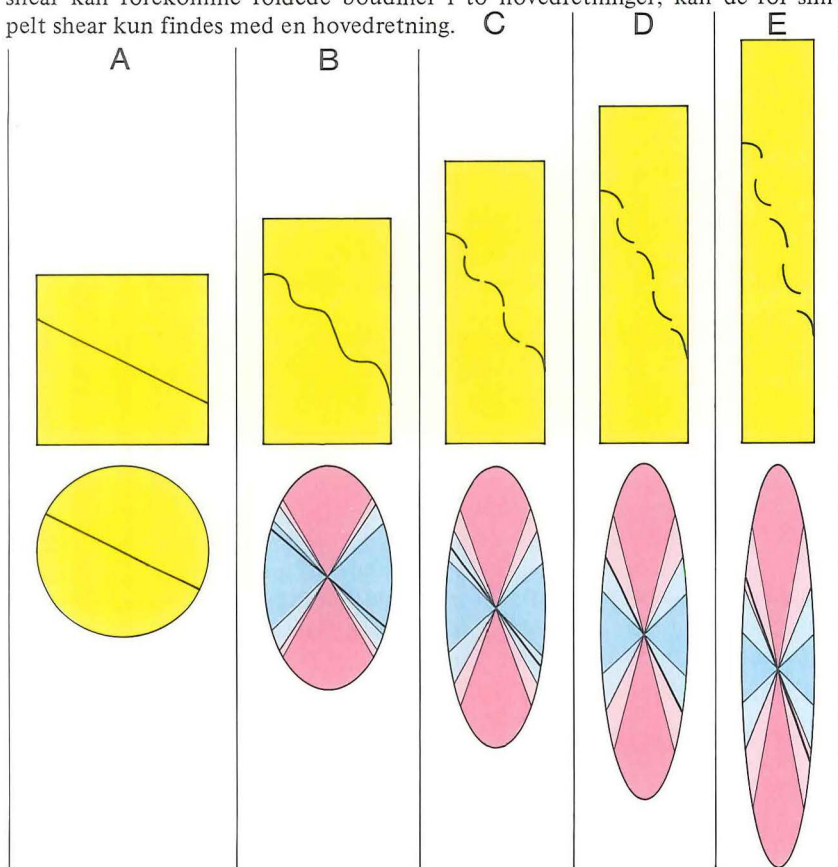 shear kan forekomme foldede boudiner i to hovedretninger, kan de for sim-
pelt shear kun findes med en hovedretning.
A B C D E